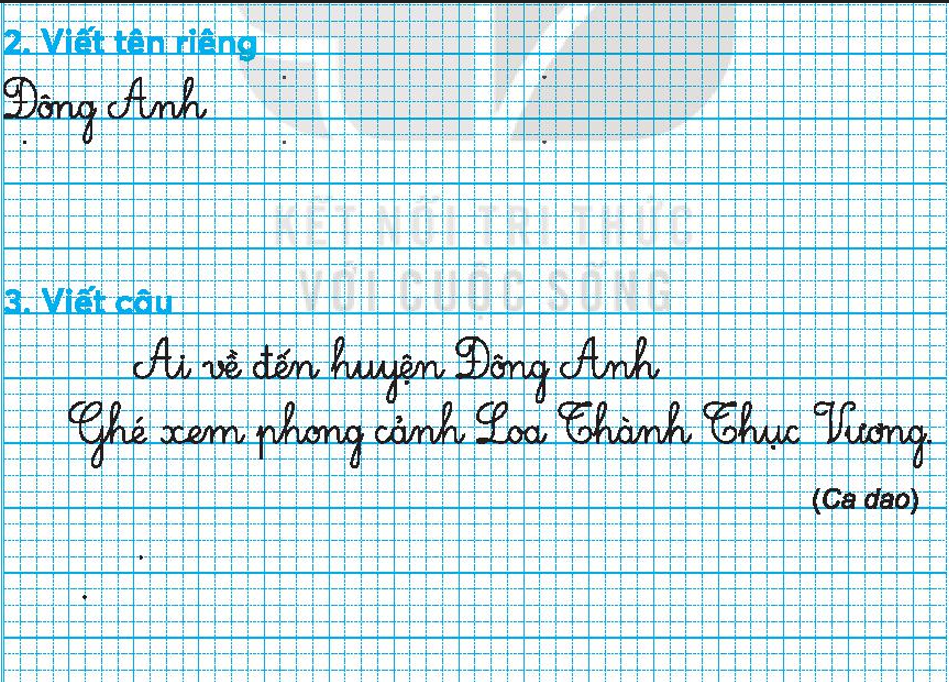 2. Viết tên riêng
Đông Anh
KẾT NỐI TRI THỨC
VỚI CUỘC SỐNG
3. Viết câu
Ai về đến huyện Đông Anh
Ghé xem phong cảnh Loa Thành Thục Vương.
(Ca dao)